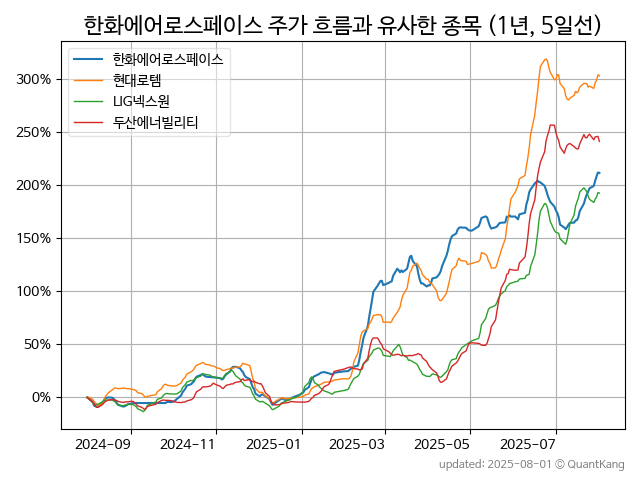 한화에어로스페이스 주가 흐름과 유사한 종목 (1년, 5일선)
한화에어로스페이스
현대로템
LIG넥스원
두산에너빌리티
300%
250%
200%
150%
100%
50%
0%
2024-09 2024-11 2025-01 2025-03 2025-05 2025-07
updated: 2025-08-01 © QuantKang